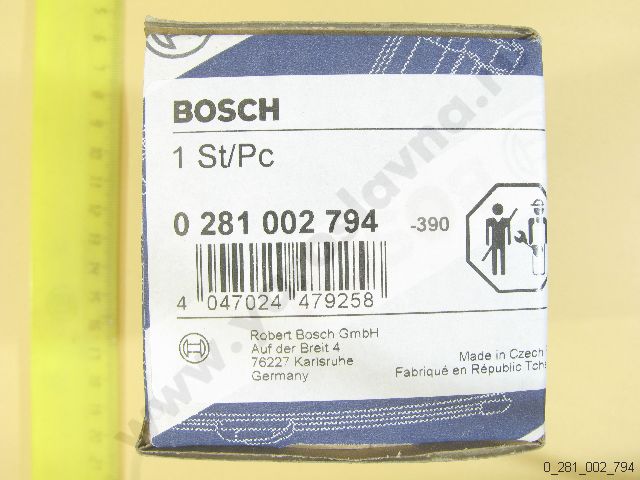 BOSCH
1 St/Pc
0 281 002 794 -390
4 047024 479258
Robert Bosch GmbH
Auf der Breit 4
76227 Karlsruhe
Germany
Made in Czech
Fabriqué en République
0_281_002_794